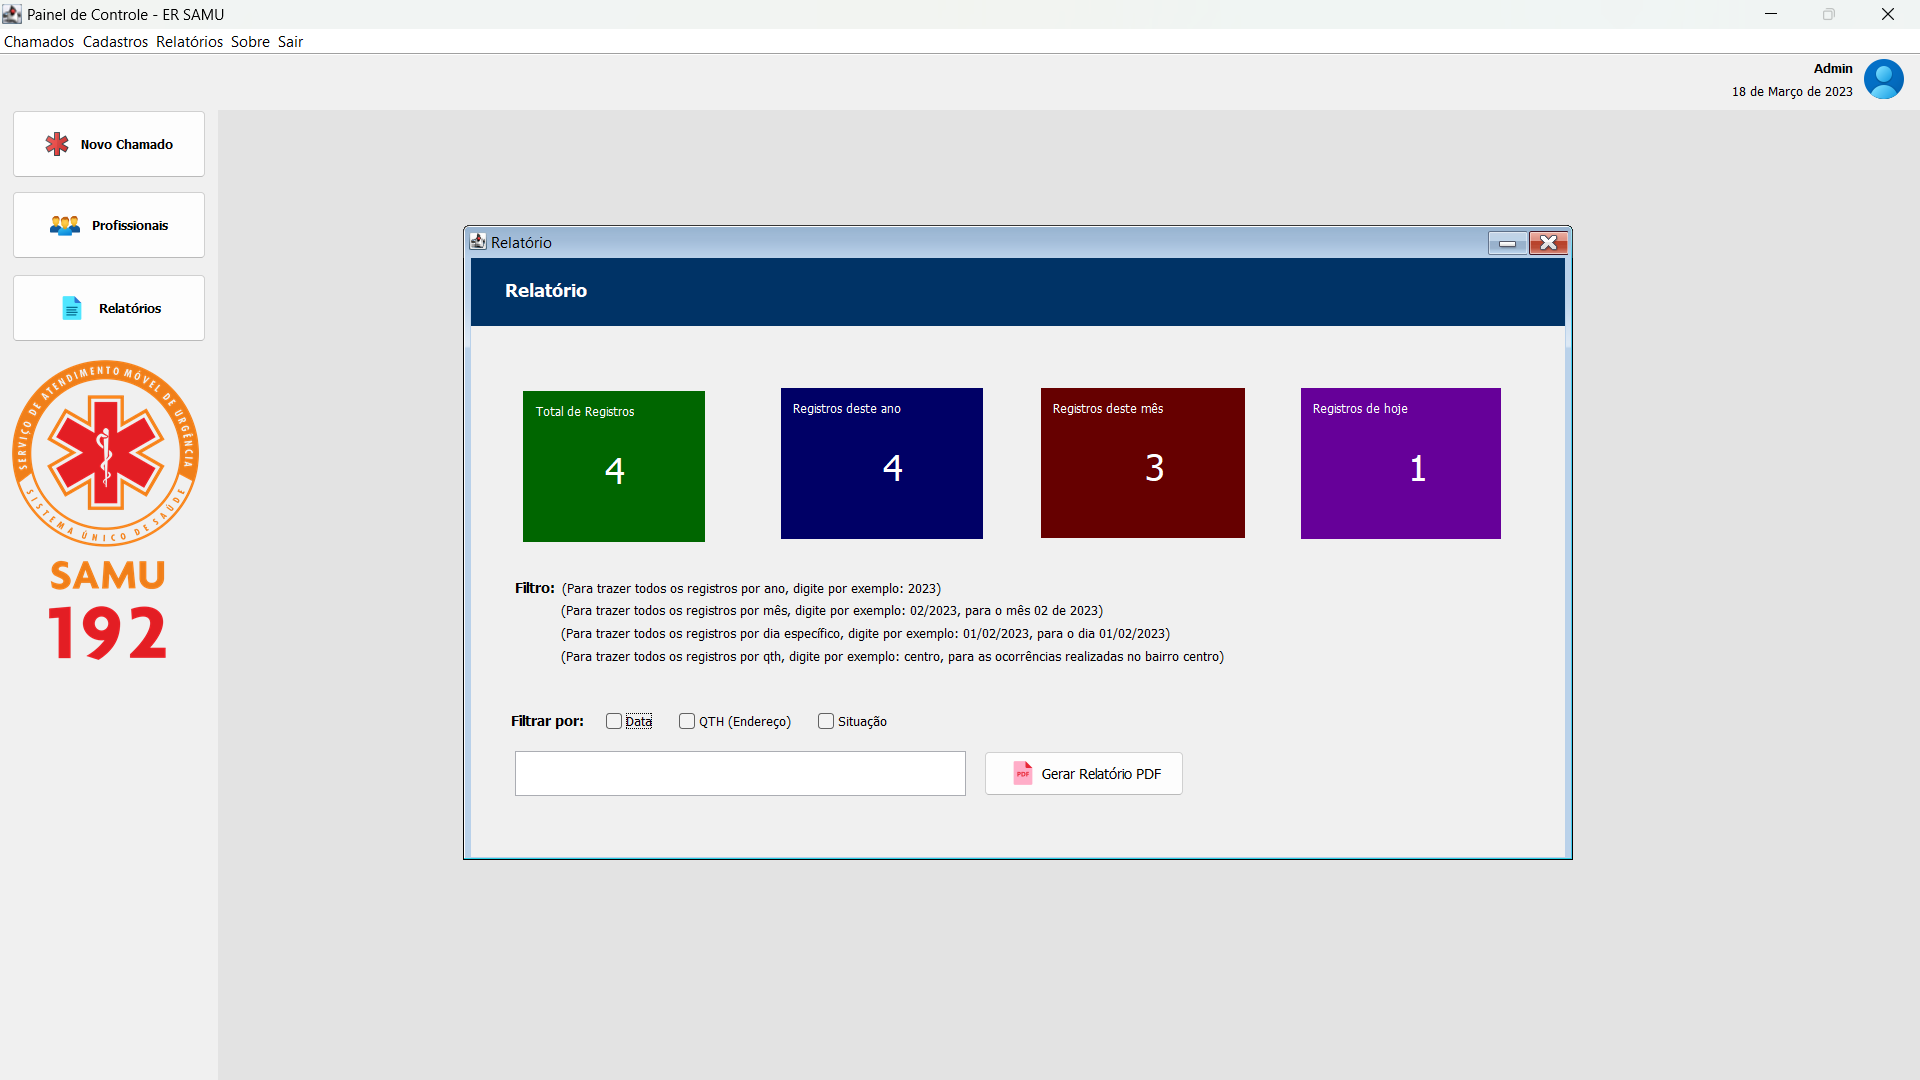 Painel de Controle - ER SAMU
Chamados Cadastros Relatórios Sobre Sair
Admin
18 de Março de 2023
Novo Chamado
Profissionais
Relatórios
SERVIÇO DE ATENDIMENTO MÓVEL DE URGÊNCIA
SISTEMA ÚNICO DE SAÚDE
SAMU
192
Relatório
Relatório
Total de Registros
4
Registros deste ano
4
Registros deste mês
3
Registros de hoje
1
Filtro: (Para trazer todos os registros por ano, digite por exemplo: 2023)
(Para trazer todos os registros por mês, digite por exemplo: 02/2023, para o mês 02 de 2023)
(Para trazer todos os registros por dia específico, digite por exemplo: 01/02/2023, para o dia 01/02/2023)
(Para trazer todos os registros por qth, digite por exemplo: centro, para as ocorrências realizadas no bairro centro)
Filtrar por: Data QTH (Endereço) Situação
PDF Gerar Relatório PDF